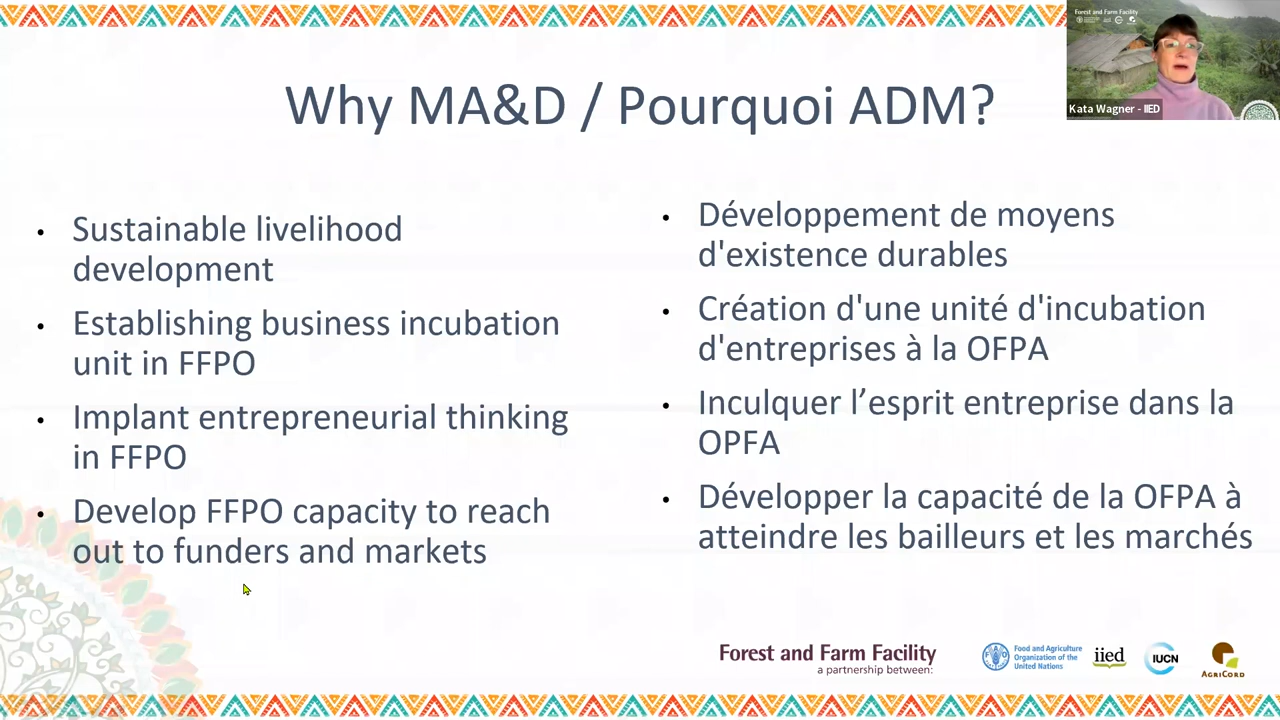 Forest and Farm Facility
Kata Wagner - IIED
Why MA&D / Pourquoi ADM?
• Sustainable livelihood
development
• Establishing business incubation
unit in FFPO
• Implant entrepreneurial thinking
in FFPO
• Develop FFPO capacity to reach
out to funders and markets
• Développement de moyens
d'existence durables
• Création d'une unité d'incubation
d'entreprises à la OFPA
• Inculquer l’esprit entreprise dans la
OPFA
• Développer la capacité de la OFPA à
atteindre les bailleurs et les marchés
Forest and Farm Facility
a partnership between:
Food and Agriculture
Organization of the
United Nations
iied
IUCN
AGRICORD